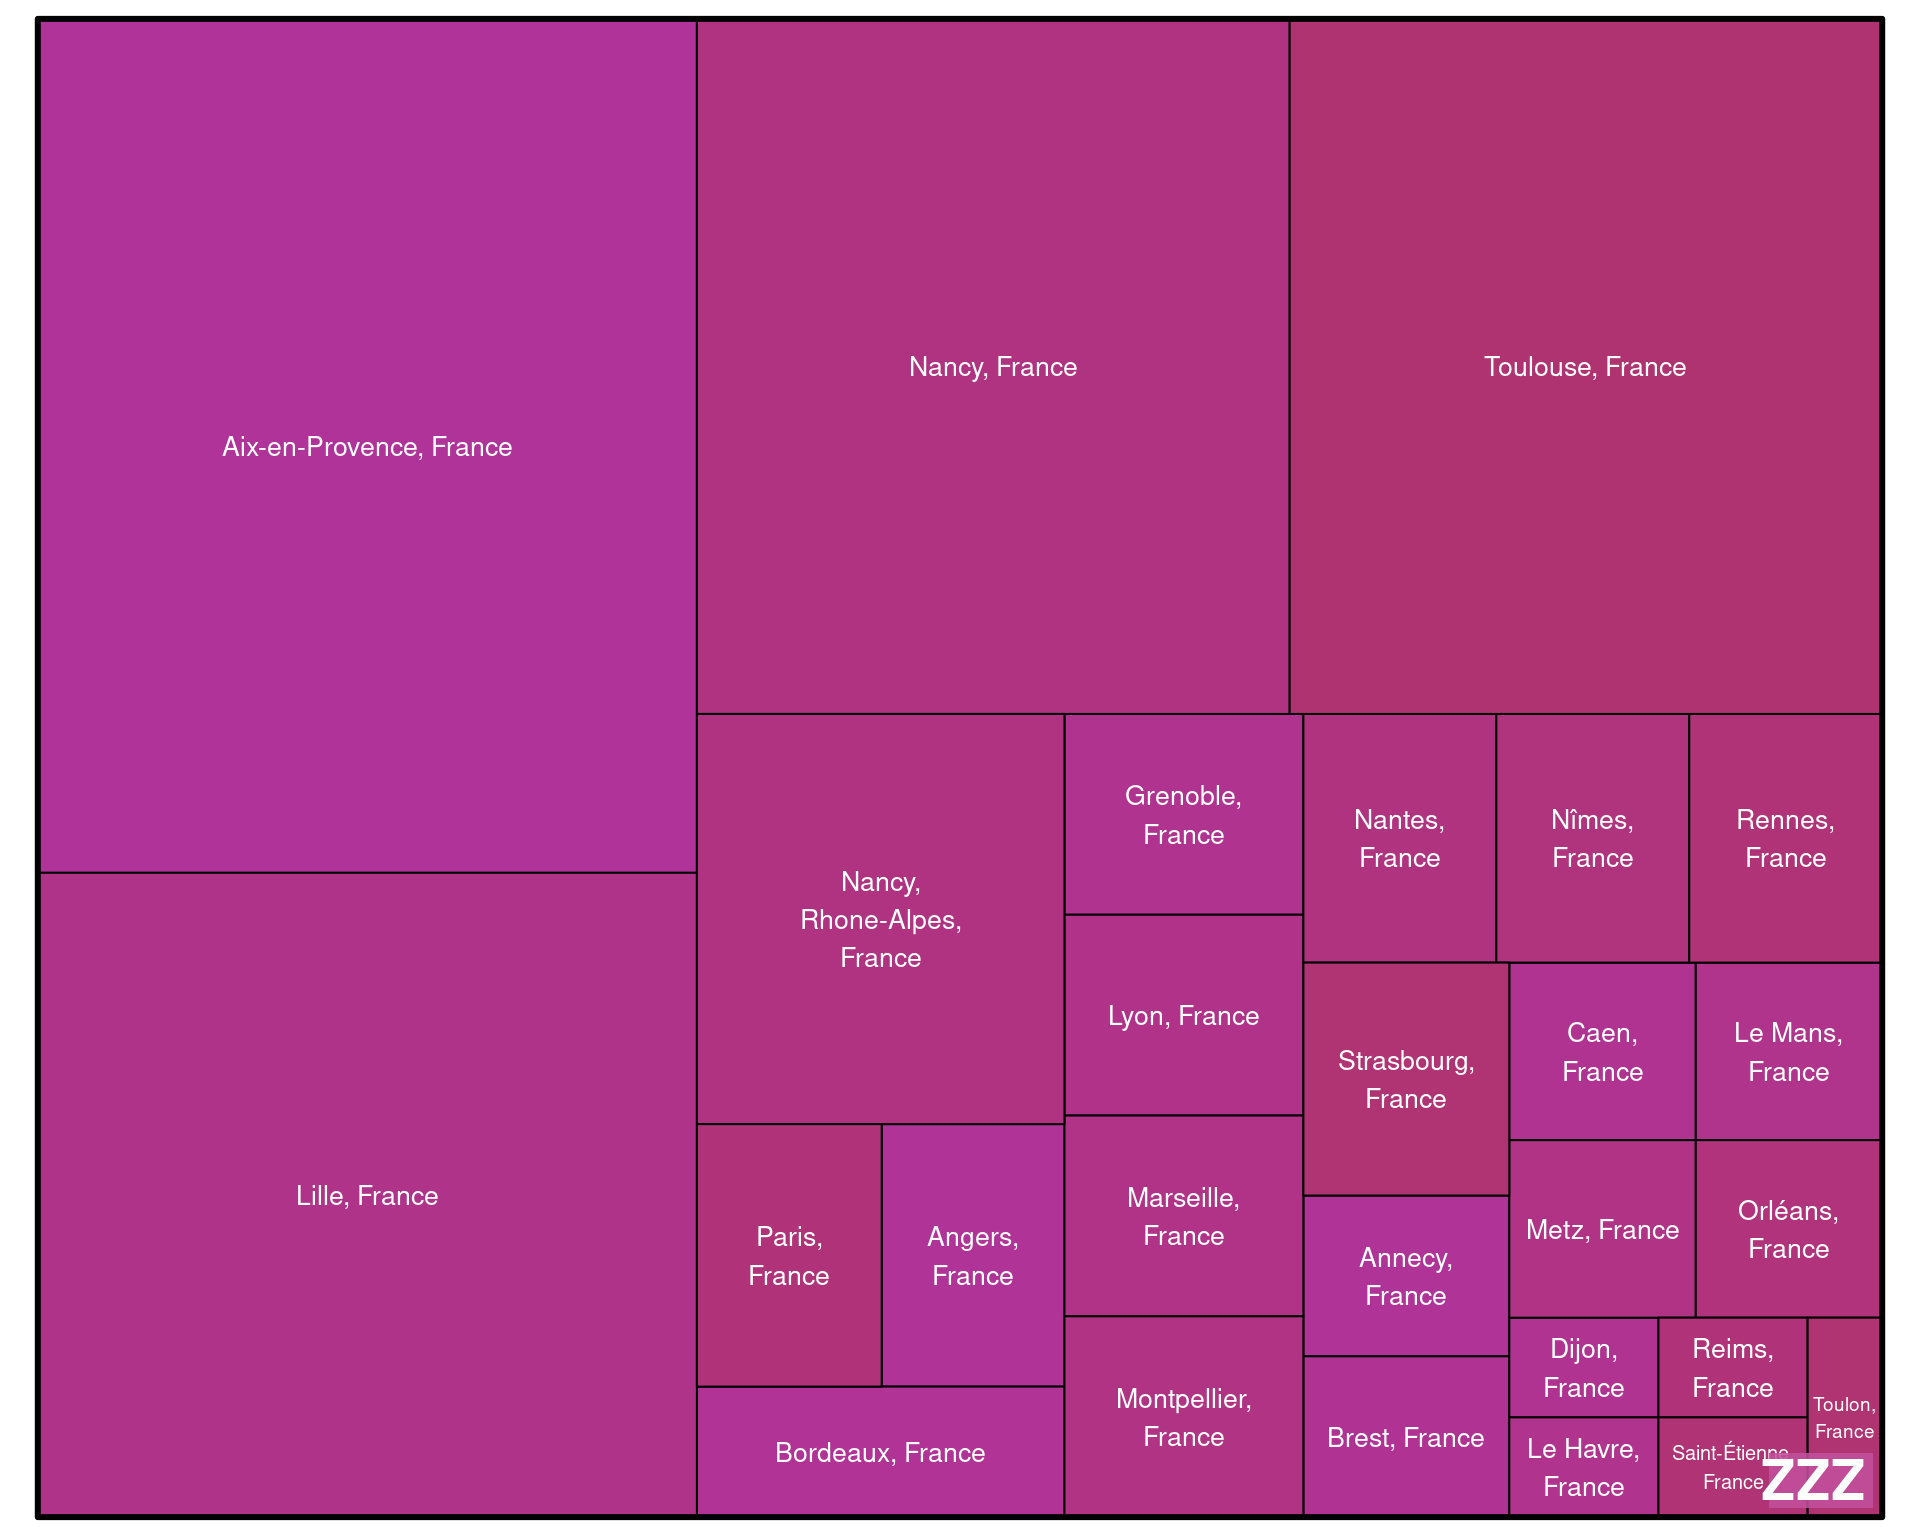 Aix-en-Provence, France
Nancy, France
Toulouse, France
Lille, France
Nancy,
Rhone-Alpes,
France
Grenoble,
France
Nantes,
France
Nîmes,
France
Rennes,
France
Lyon, France
Strasbourg,
France
Caen,
France
Le Mans,
France
Paris,
France
Angers,
France
Marseille,
France
Annecy,
France
Metz, France
Orléans,
France
Bordeaux, France
Montpellier,
France
Brest, France
Dijon,
France
Reims,
France
Toulon,
France
Le Havre,
France
Saint-Étienne,
France
ZZZ